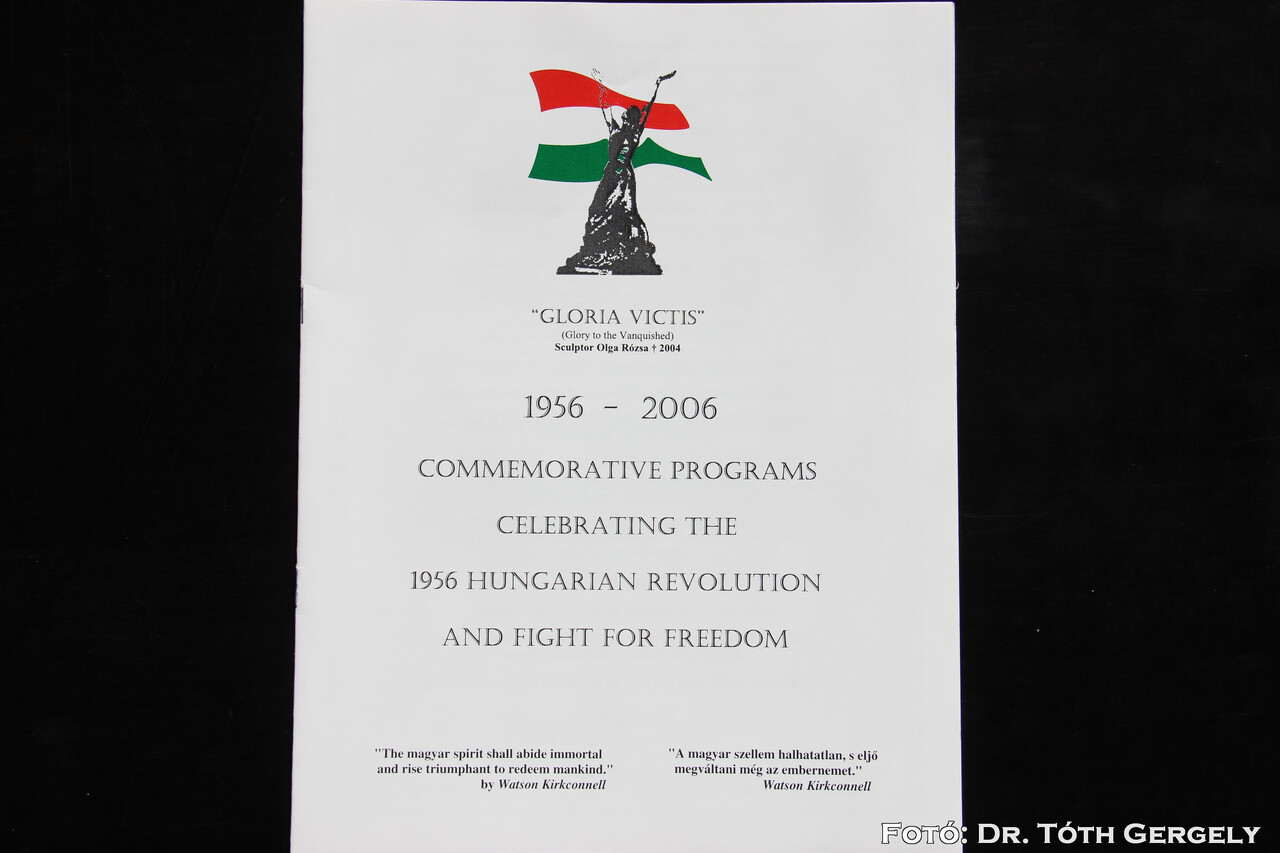 “GLORIA VICTIS”
(Glory to the Vanquished)
Sculptor Olga Rózsa † 2004
1956 - 2006
COMMEMORATIVE PROGRAMS
CELEBRATING THE
1956 HUNGARIAN REVOLUTION
AND FIGHT FOR FREEDOM
"The magyar spirit shall abide immortal
and rise triumphant to redeem mankind."
by Watson Kirkconnell
"A magyar szellem halhatatlan, s eljő
megváltani még az embernemet."
Watson Kirkconnell
Fotó: Dr. Tóth Gergely